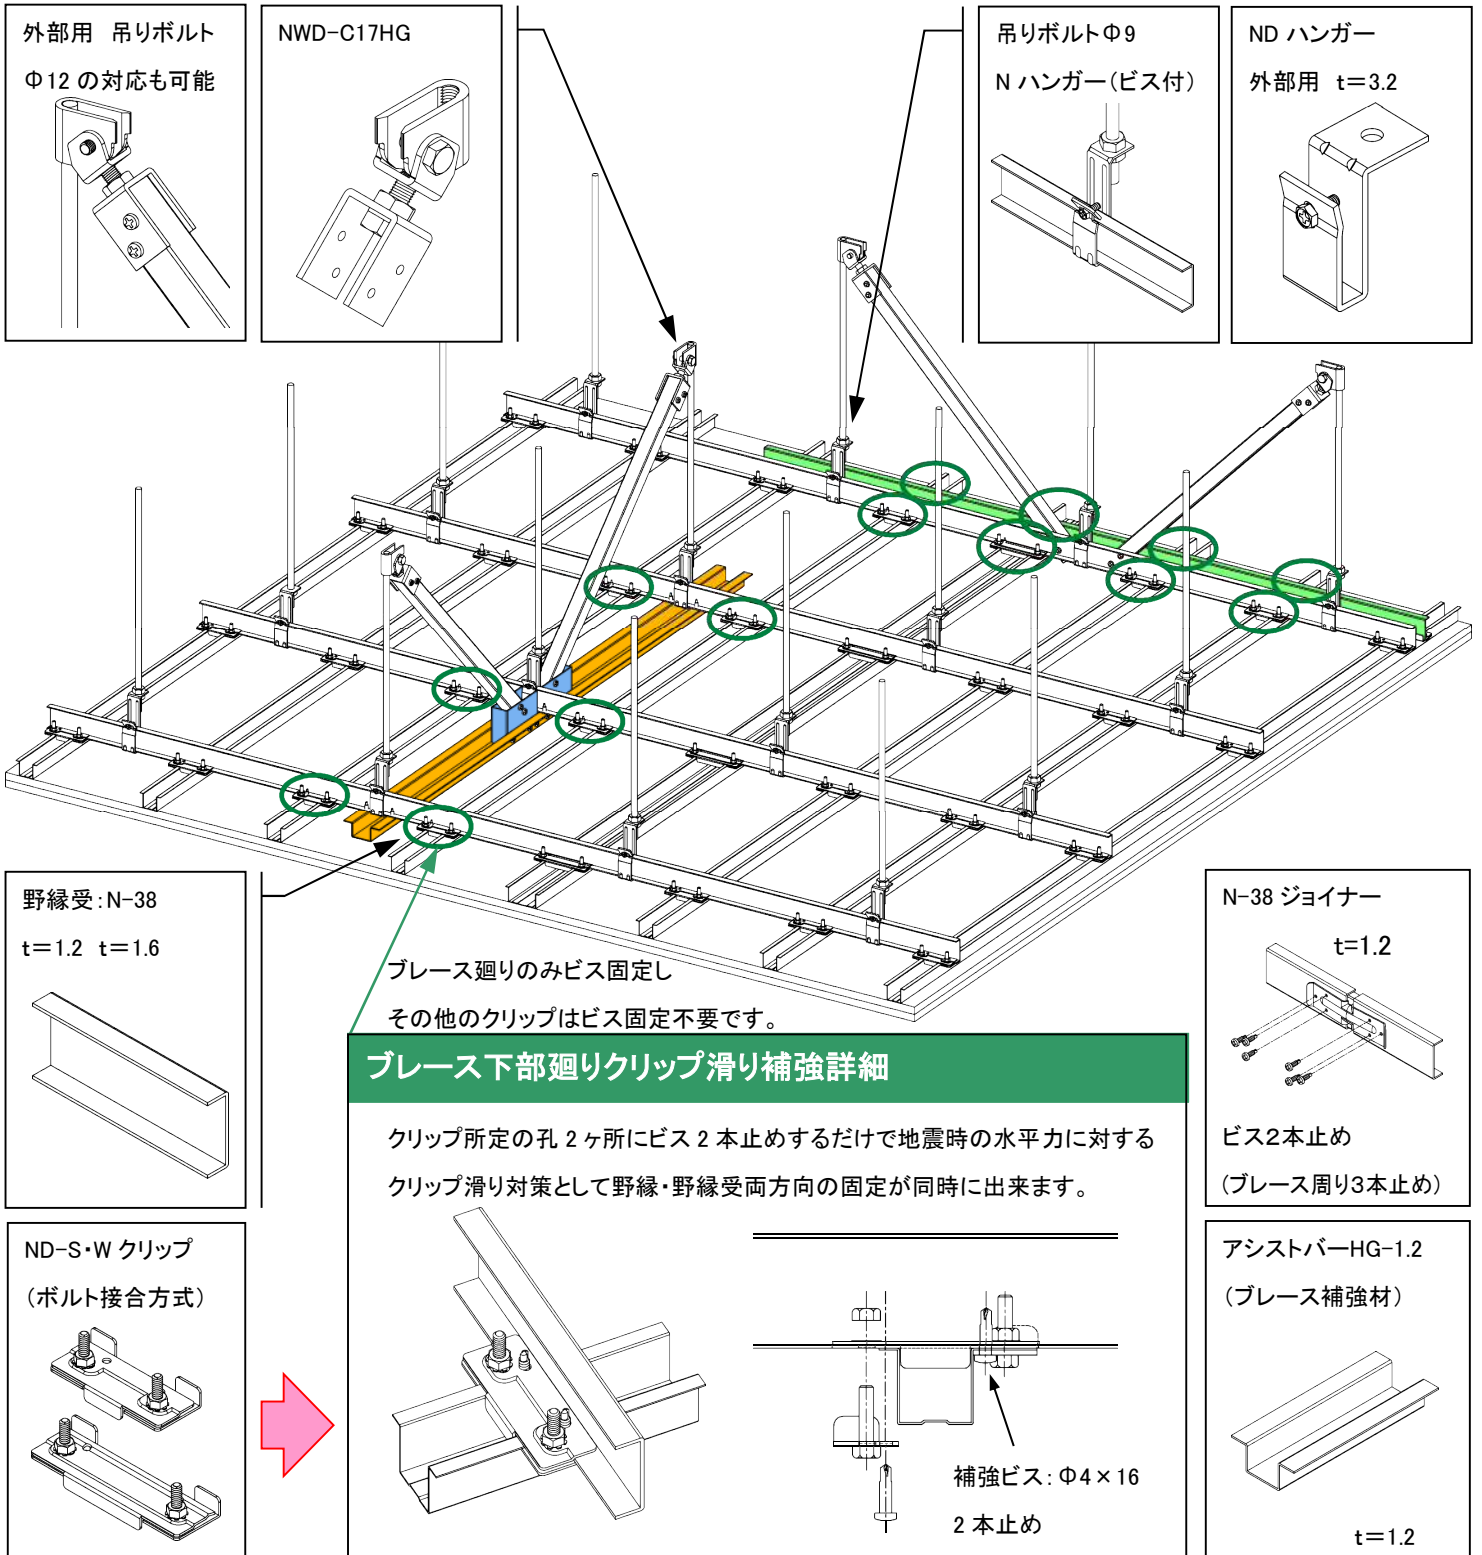 外部用 吊りボルト
Φ12 の対応も可能
NWD-C17HG
吊りボルトΦ9
N ハンガー(ビス付)
ND ハンガー
外部用 t=3.2
野縁受:N-38
t=1.2 t=1.6
ブレース廻りのみビス固定し
その他のクリップはビス固定不要です。
N-38 ジョイナー
t=1.2
ビス2本止め
(ブレース周り3本止め)
ブレース下部廻りクリップ滑り補強詳細
クリップ所定の孔 2 ヶ所にビス 2 本止めするだけで地震時の水平力に対する
クリップ滑り対策として野縁・野縁受両方向の固定が同時に出来ます。
補強ビス:Φ4×16
2 本止め
ND-S・W クリップ
(ボルト接合方式)
アシストバーHG-1.2
(ブレース補強材)
t=1.2